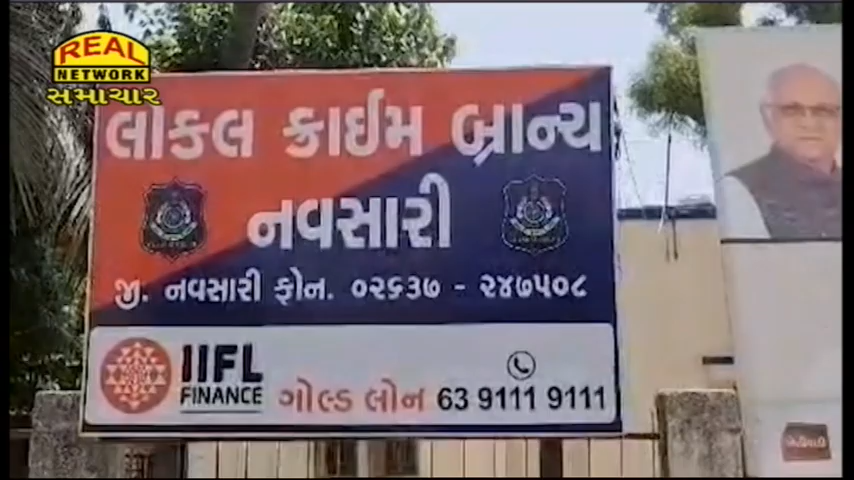 REAL
NETWORK
સમાચાર
લોકલ ક્રાઈમ બ્રાન્ચ
નવસારી
જી. નવસારી ફોન. ૦૨૬૩૭ - ૨૪૭૫૦૮
IIFL
FINANCE
ગોલ્ડ લોન 63 9111 9111